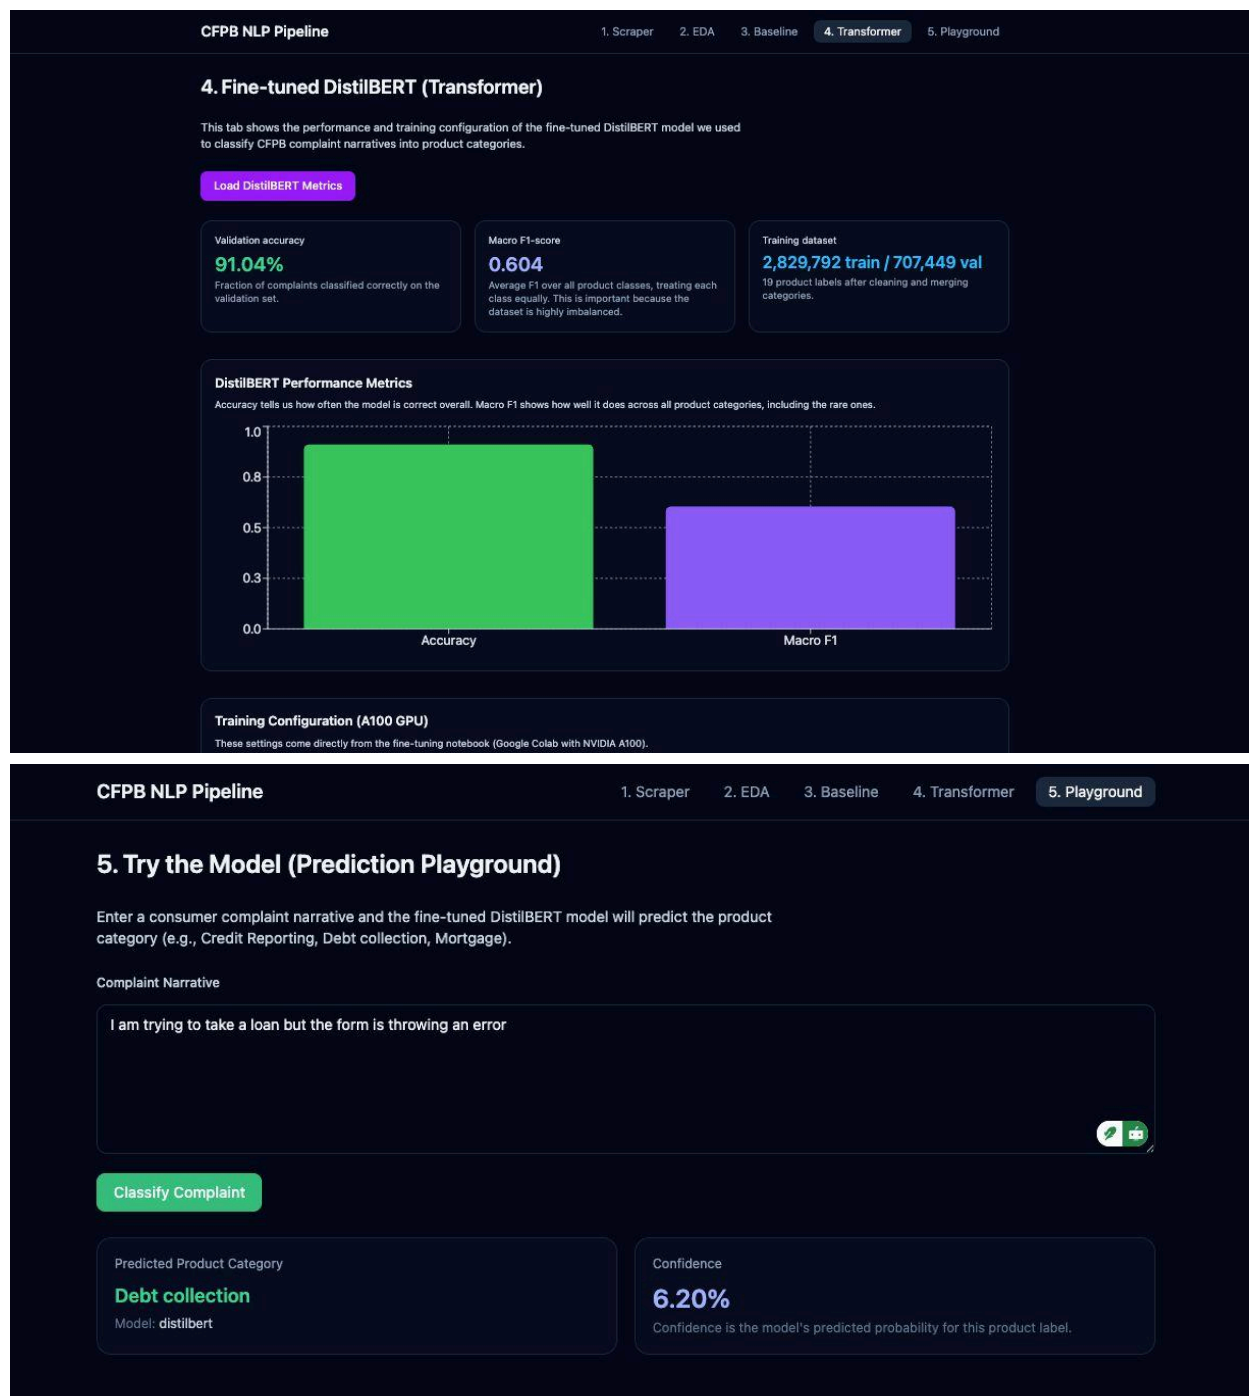 CFPB NLP Pipeline
1. Scraper
2. EDA
3. Baseline
4. Transformer
5. Playground
4. Fine-tuned DistilBERT (Transformer)
This tab shows the performance and training configuration of the fine-tuned DistilBERT model we used
to classify CFPB complaint narratives into product categories.
Load DistilBERT Metrics
Validation accuracy
91.04%
Fraction of complaints classified correctly on the
validation set.
Macro F1-score
0.604
Average F1 over all product classes, treating each
class equally. This is important because the
dataset is highly imbalanced.
Training dataset
2,829,792 train / 707,449 val
19 product labels after cleaning and merging
categories.
DistilBERT Performance Metrics
Accuracy tells us how often the model is correct overall. Macro F1 shows how well it does across all product categories, including the rare ones.
1.0
0.8
0.5
0.3
0.0
Accuracy
Macro F1
Training Configuration (A100 GPU)
These settings come directly from the fine-tuning notebook (Google Colab with NVIDIA A100).
CFPB NLP Pipeline
1. Scraper
2. EDA
3. Baseline
4. Transformer
5. Playground
5. Try the Model (Prediction Playground)
Enter a consumer complaint narrative and the fine-tuned DistilBERT model will predict the product
category (e.g., Credit Reporting, Debt collection, Mortgage).
Complaint Narrative
I am trying to take a loan but the form is throwing an error
Classify Complaint
Predicted Product Category
Debt collection
Model: distilbert
Confidence
6.20%
Confidence is the model's predicted probability for this product label.